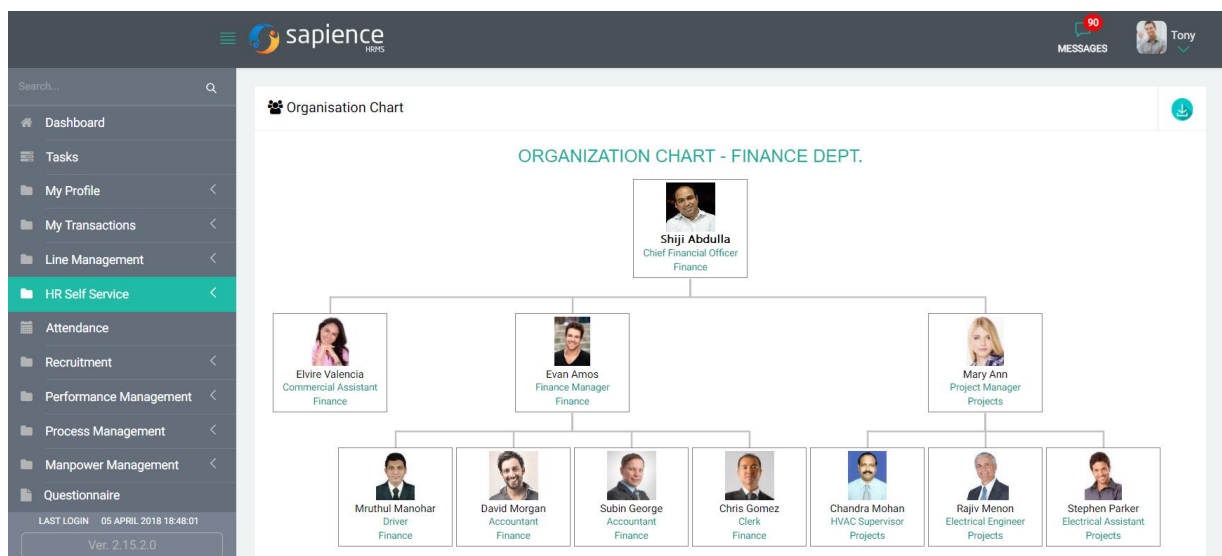 sapience
HRMS
90
MESSAGES
Tony
Search...
Dashboard
Tasks
My Profile
My Transactions
Line Management
HR Self Service
Attendance
Recruitment
Performance Management
Process Management
Manpower Management
Questionnaire
LAST LOGIN 05 APRIL 2018 18:48:01
Ver. 2.15.2.0
Organisation Chart
ORGANIZATION CHART - FINANCE DEPT.
Shiji Abdulla
Chief Financial Officer
Finance
Elvire Valencia
Commercial Assistant
Finance
Evan Amos
Finance Manager
Finance
Mary Ann
Project Manager
Projects
Mruthul Manohar
Driver
Finance
David Morgan
Accountant
Finance
Subin George
Accountant
Finance
Chris Gomez
Clerk
Finance
Chandra Mohan
HVAC Supervisor
Projects
Rajiv Menon
Electrical Engineer
Projects
Stephen Parker
Electrical Assistant
Projects